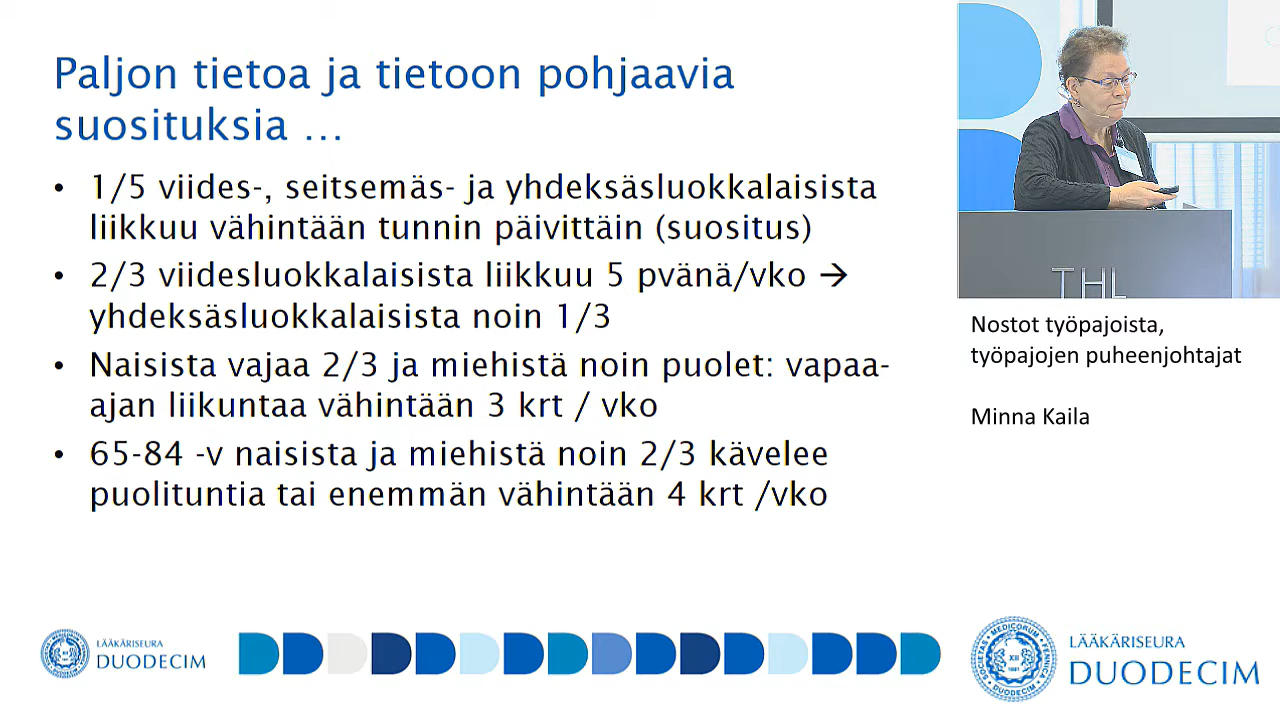 Paljon tietoa ja tietoon pohjaavia
suosituksia ...
• 1/5 viides-, seitsemäs- ja yhdeksäsluokkalaisista
liikkuu vähintään tunnin päivittäin (suositus)
• 2/3 viidesluokkalaisista liikkuu 5 pvänä/vko →
yhdeksäsluokkalaisista noin 1/3
• Naisista vajaa 2/3 ja miehistä noin puolet: vapaa-
ajan liikuntaa vähintään 3 krt / vko
• 65-84 -v naisista ja miehistä noin 2/3 kävelee
puolituntia tai enemmän vähintään 4 krt /vko
THL
Nostot työpajoista,
työpajojen puheenjohtajat
Minna Kaila
LÄÄKÄRISEURA
DUODECIM
LÄÄKÄRISEURA
DUODECIM